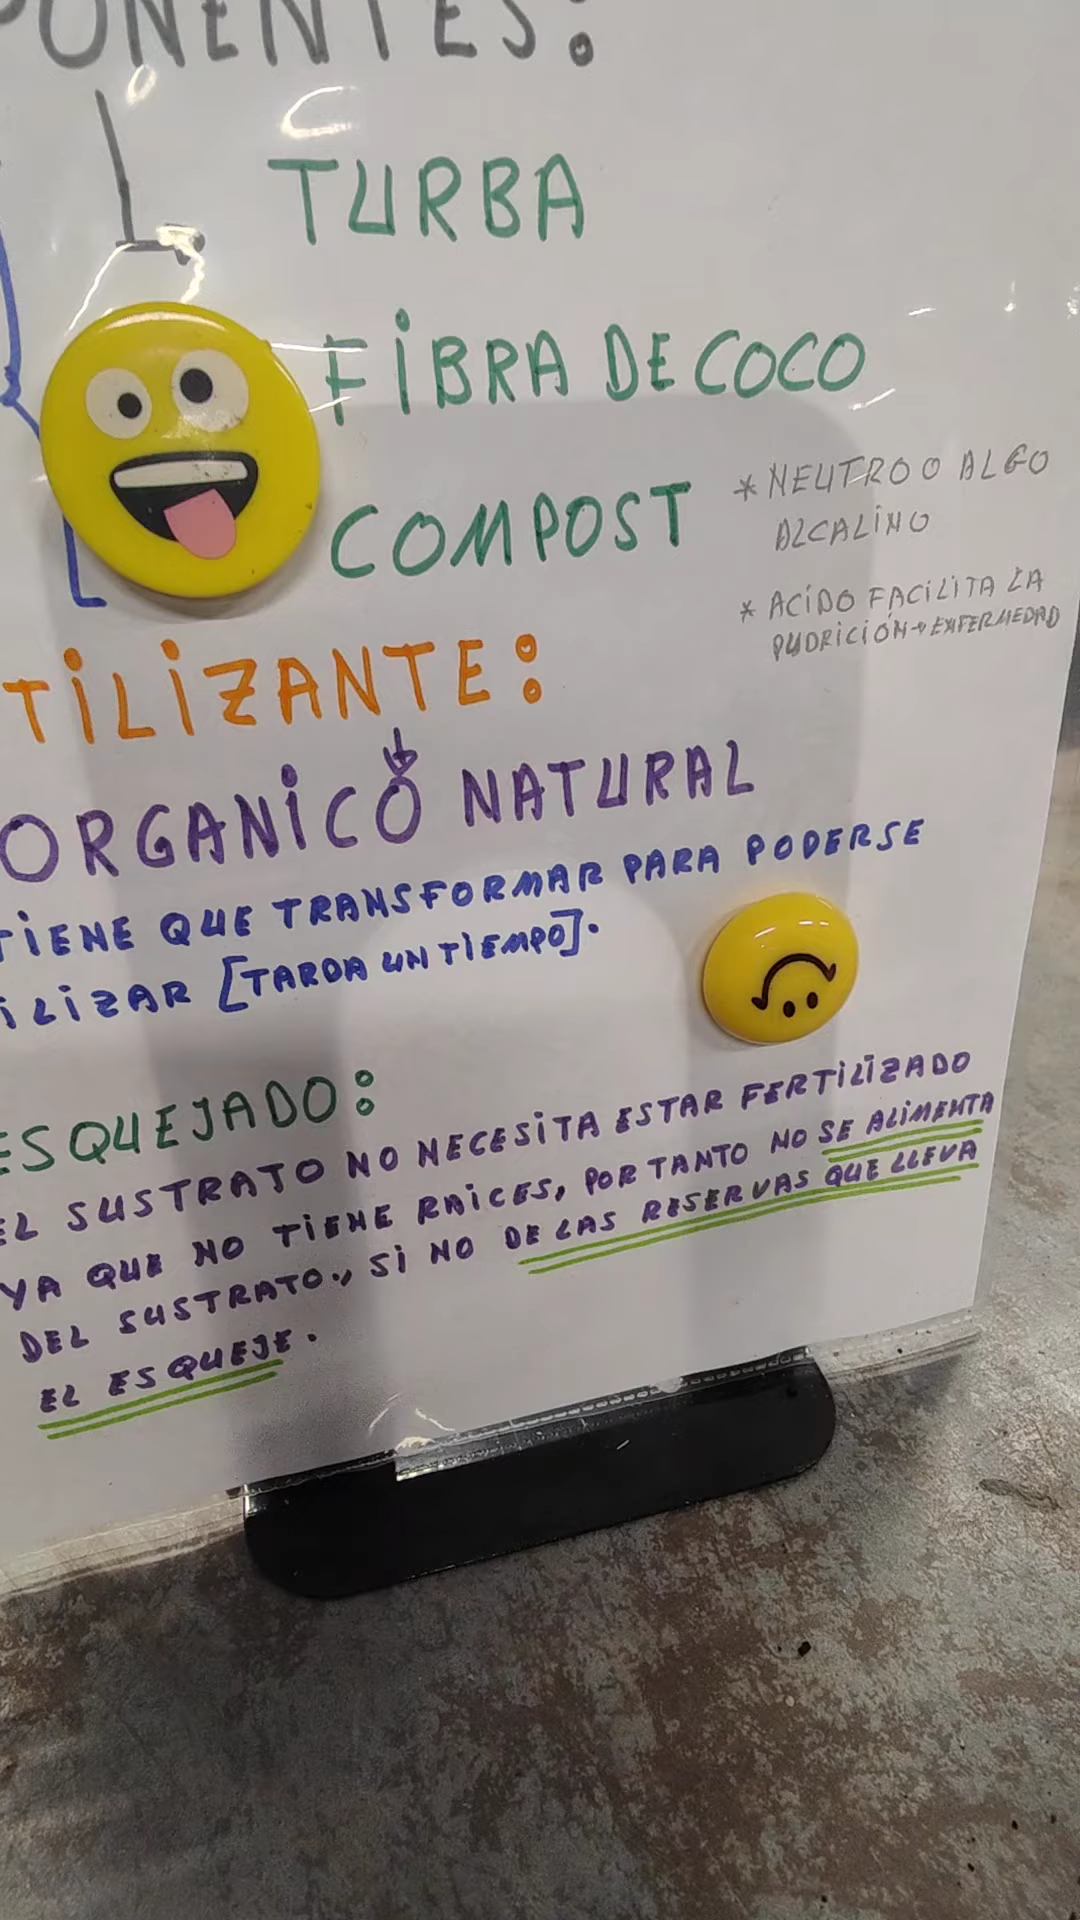 PONENTES:
TURBA
FIBRA DE COCO
COMPOST
* NEUTRO O ALGO
ALCALINO
* ACIDO FACILITA LA
PUDRICIÓN → ENFERMEDAD
TILIZANTE:
ORGANICO NATURAL
TIENE QUE TRANSFORMAR PARA PODERSE
ILIZAR [TARDA UN TIEMPO].
ESQUEJADO:
EL SUSTRATO NO NECESITA ESTAR FERTILIZADO
YA QUE NO TIENE RAICES, POR TANTO NO SE ALIMENTA
DEL SUSTRATO., SI NO DE LAS RESERVAS QUE LLEVA
EL ESQUEJE.